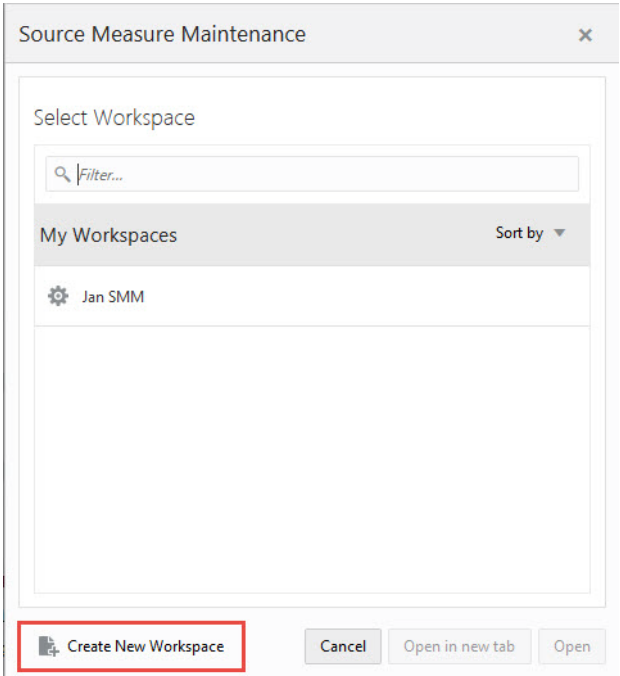 Source Measure Maintenance
Select Workspace
Filter...
My Workspaces Sort by
Jan SMM
Create New Workspace Cancel Open in new tab Open